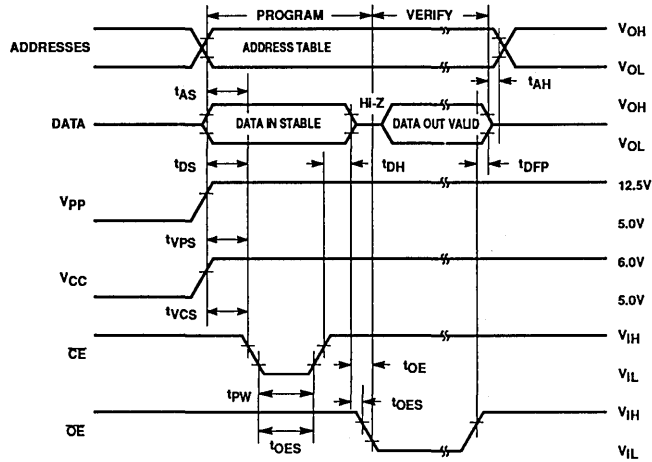 PROGRAM VERIFY
ADDRESSES ADDRESS TABLE VOH
VOL
tAS tAH
Hi-Z VOH
DATA DATA IN STABLE DATA OUT VALID
VOL
tDS tDH tDFP
12.5V
VPP
5.0V
tVPS
6.0V
VCC
5.0V
tVCS
CE VIH
tOE VIL
tPW tOES
OE VIH
tOES VIL